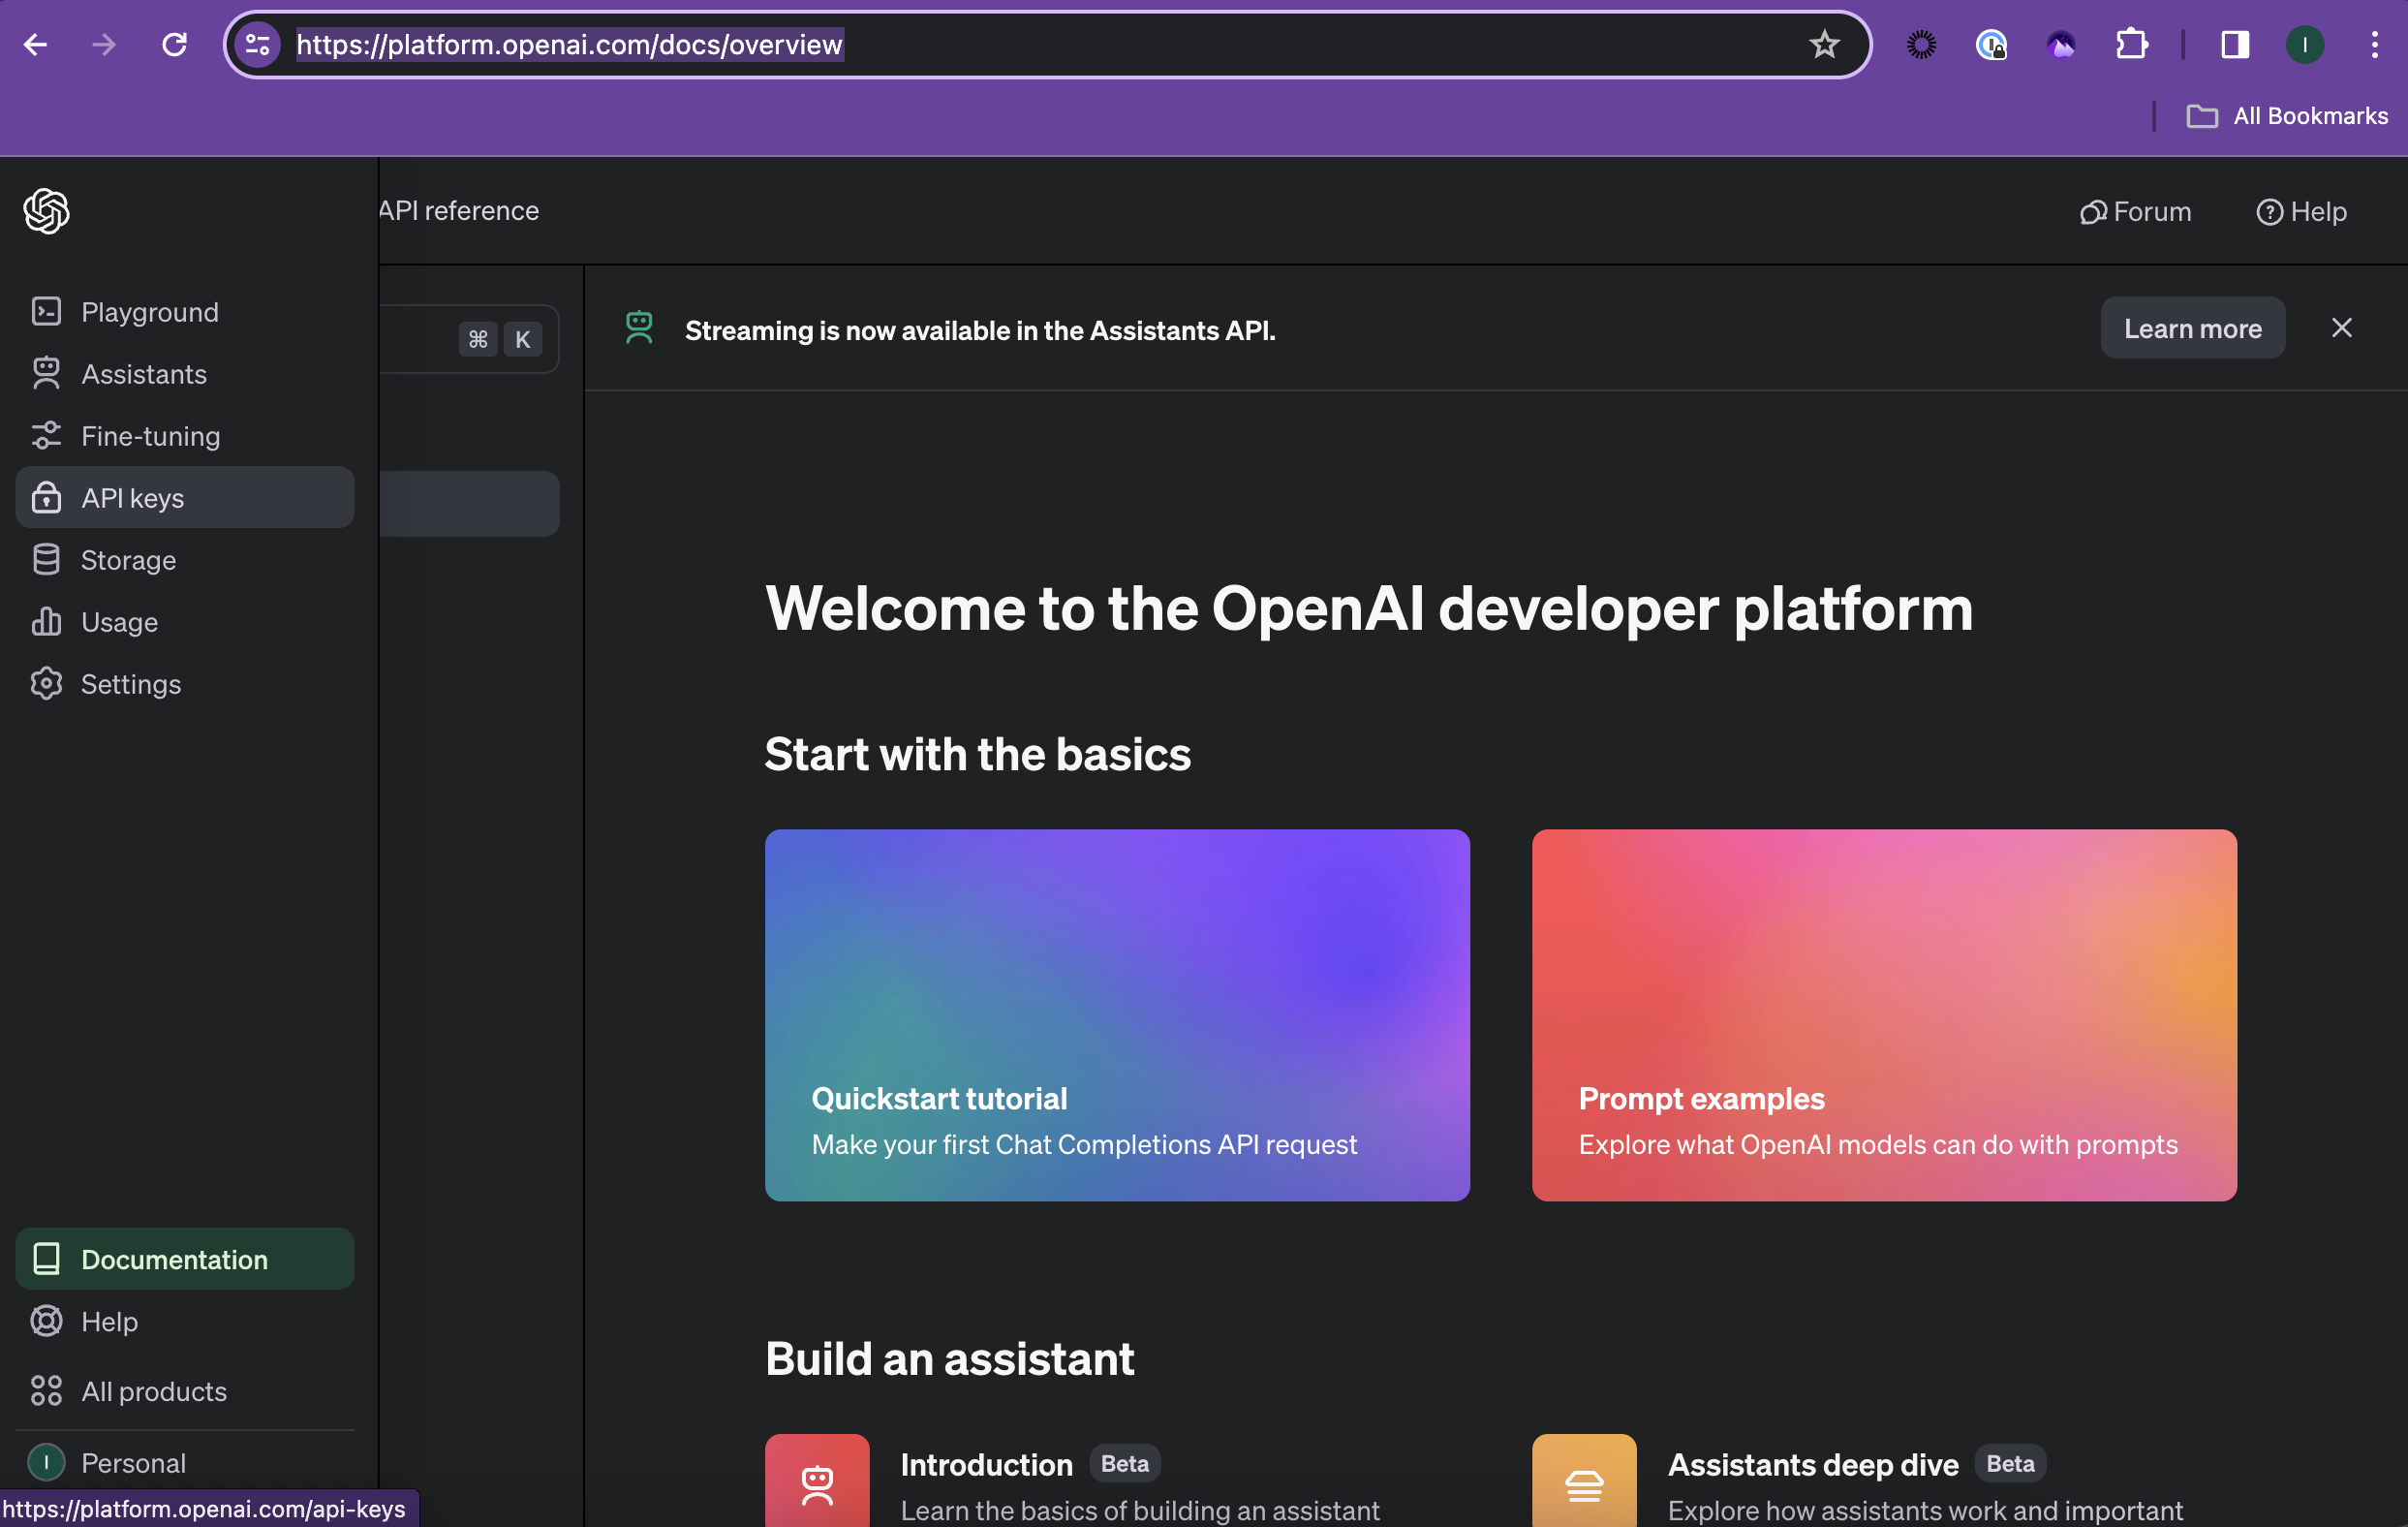 https://platform.openai.com/docs/overview
I
All Bookmarks
API reference
Forum
Help
Playground
Assistants
Fine-tuning
API keys
Storage
Usage
Settings
⌘ K
Streaming is now available in the Assistants API.
Learn more
Welcome to the OpenAI developer platform
Start with the basics
Quickstart tutorial
Make your first Chat Completions API request
Prompt examples
Explore what OpenAI models can do with prompts
Build an assistant
Introduction Beta
Learn the basics of building an assistant
Assistants deep dive Beta
Explore how assistants work and important
Documentation
Help
All products
I Personal
https://platform.openai.com/api-keys